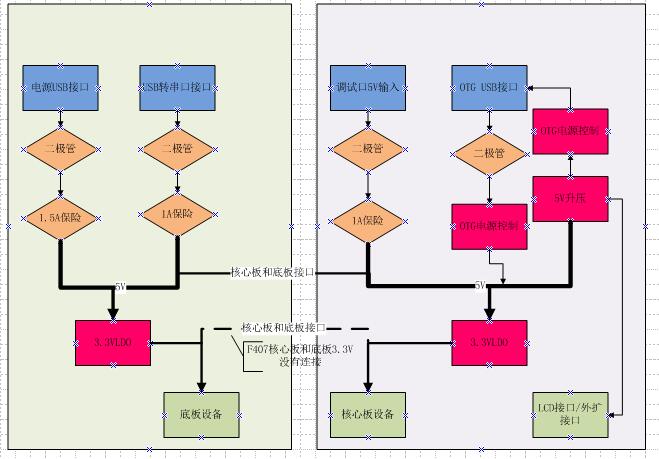 电源USB接口
USB转串口接口
调试口5V输入
OTG USB接口
二极管
二极管
二极管
二极管
OTG电源控制
1.5A保险
1A保险
1A保险
OTG电源控制
5V升压
核心板和底板接口
5V
5V
核心板和底板接口
3.3VLDO
F407核心板和底板3.3V
没有连接
3.3VLDO
底板设备
核心板设备
LCD接口/外扩
接口